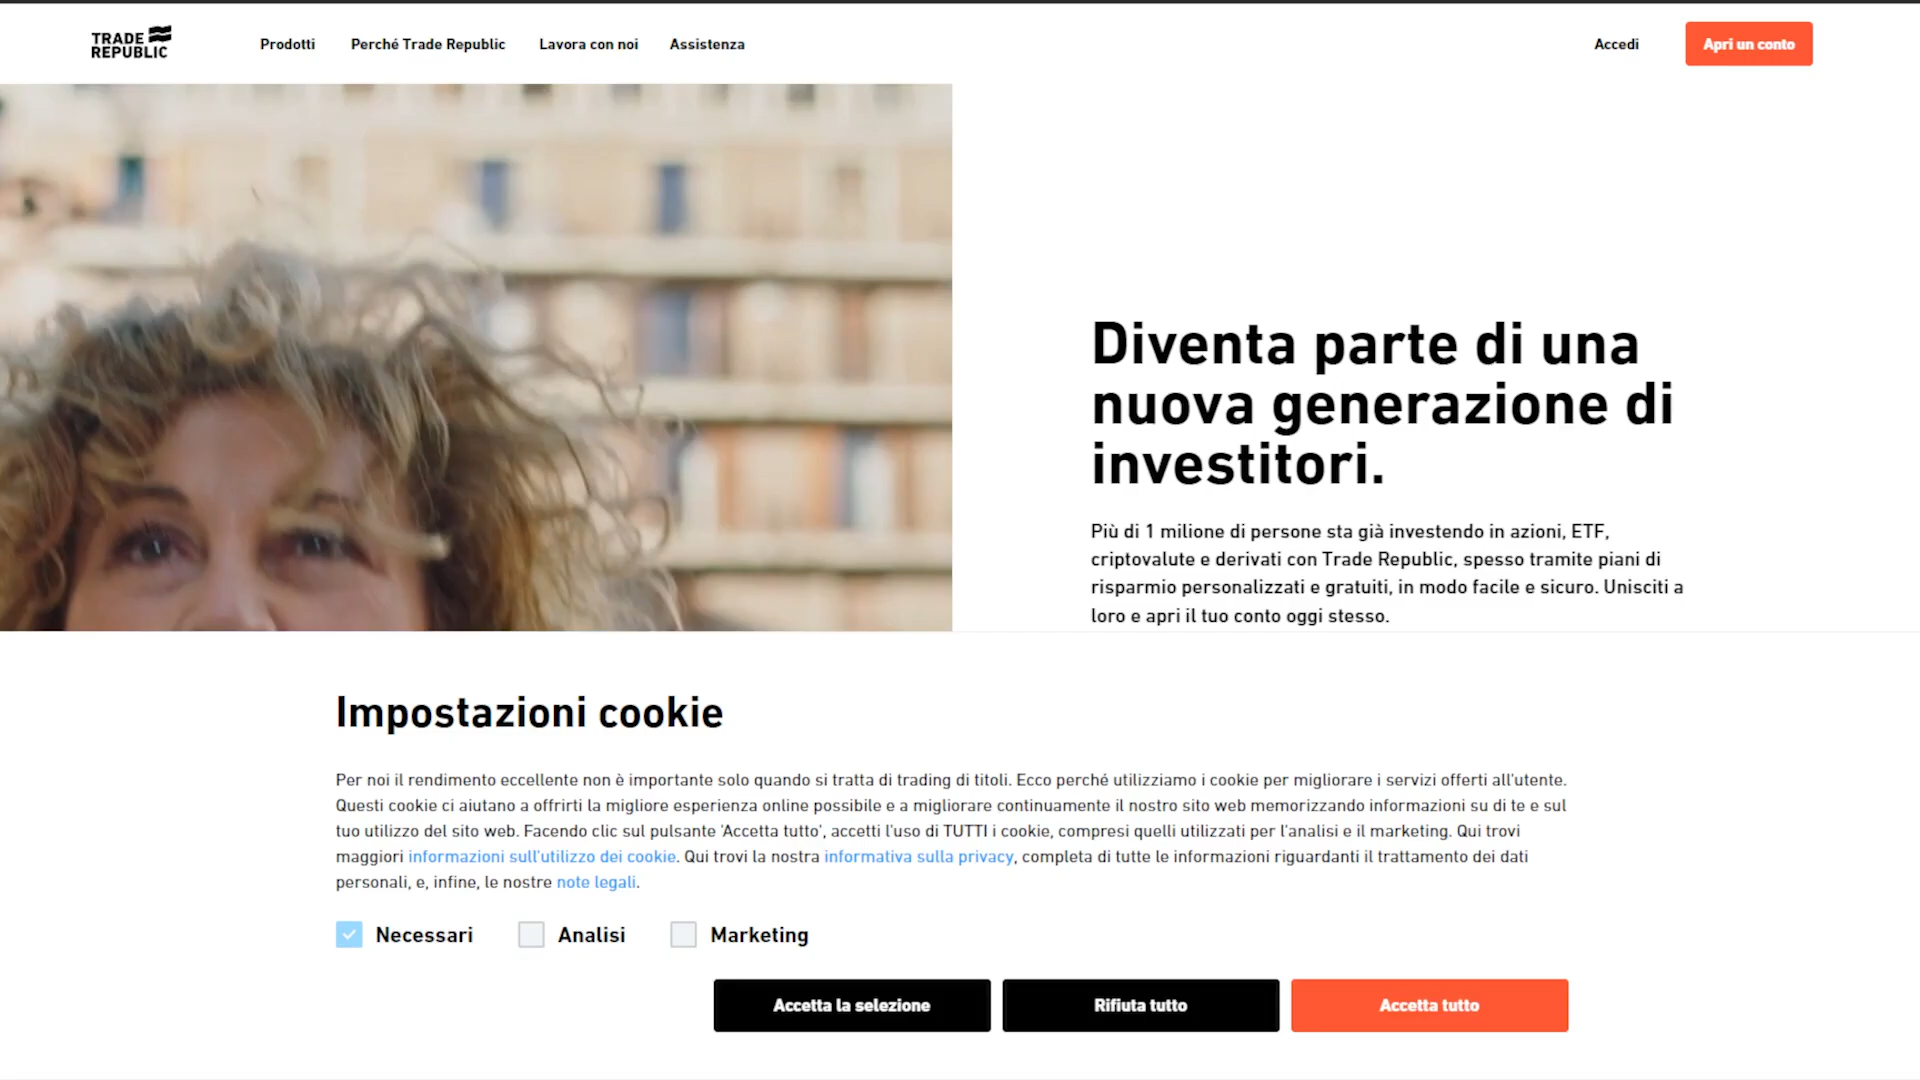 TRADE
REPUBLIC
Prodotti
Perché Trade Republic
Lavora con noi
Assistenza
Accedi
Apri un conto
Diventa parte di una
nuova generazione di
investitori.
Più di 1 milione di persone sta già investendo in azioni, ETF,
criptovalute e derivati con Trade Republic, spesso tramite piani di
risparmio personalizzati e gratuiti, in modo facile e sicuro. Unisciti a
loro e apri il tuo conto oggi stesso.
Impostazioni cookie
Per noi il rendimento eccellente non è importante solo quando si tratta di trading di titoli. Ecco perché utilizziamo i cookie per migliorare i servizi offerti all'utente.
Questi cookie ci aiutano a offrirti la migliore esperienza online possibile e a migliorare continuamente il nostro sito web memorizzando informazioni su di te e sul
tuo utilizzo del sito web. Facendo clic sul pulsante 'Accetta tutto', accetti l'uso di TUTTI i cookie, compresi quelli utilizzati per l'analisi e il marketing. Qui trovi
maggiori informazioni sull'utilizzo dei cookie. Qui trovi la nostra informativa sulla privacy, completa di tutte le informazioni riguardanti il trattamento dei dati
personali, e, infine, le nostre note legali.
Necessari
Analisi
Marketing
Accetta la selezione
Rifiuta tutto
Accetta tutto